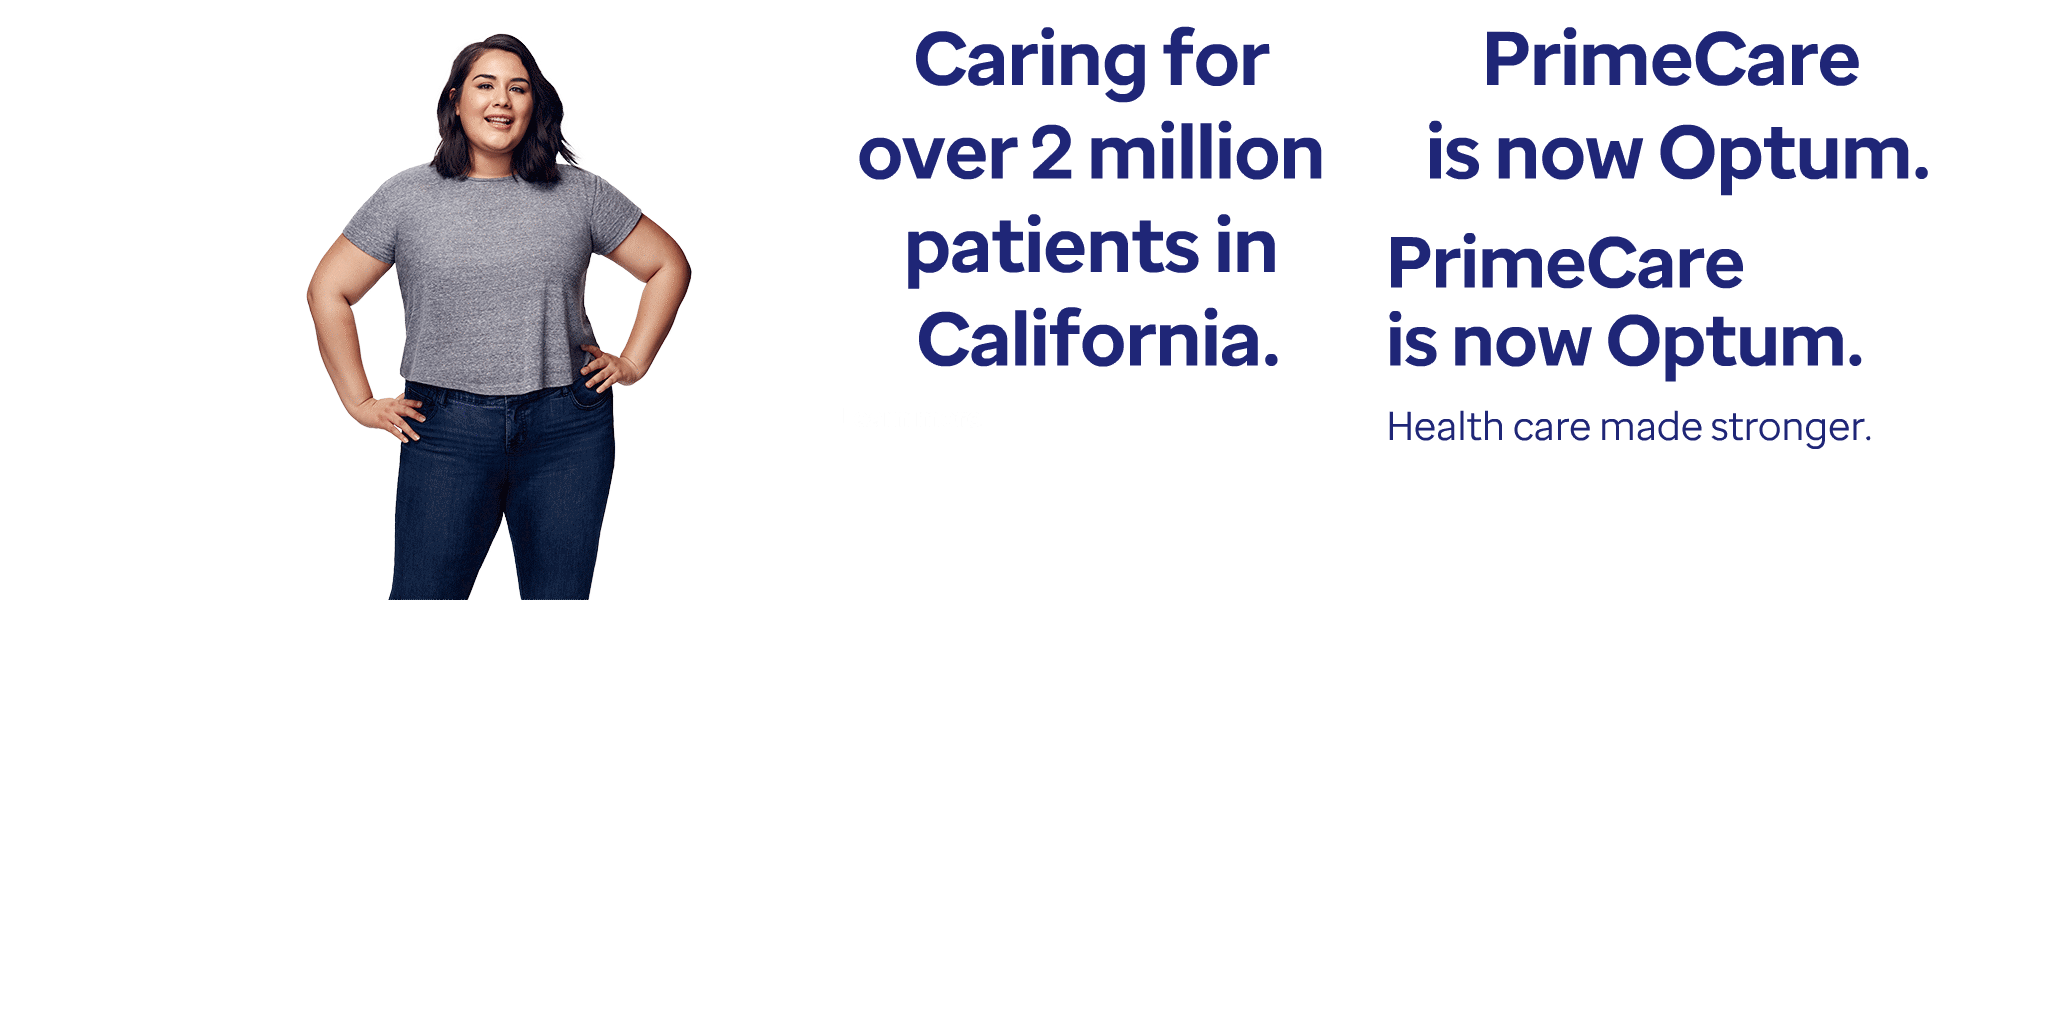 Caring for
over 2 million
patients in
California.
PrimeCare
is now Optum.
PrimeCare
is now Optum.
Health care made stronger.